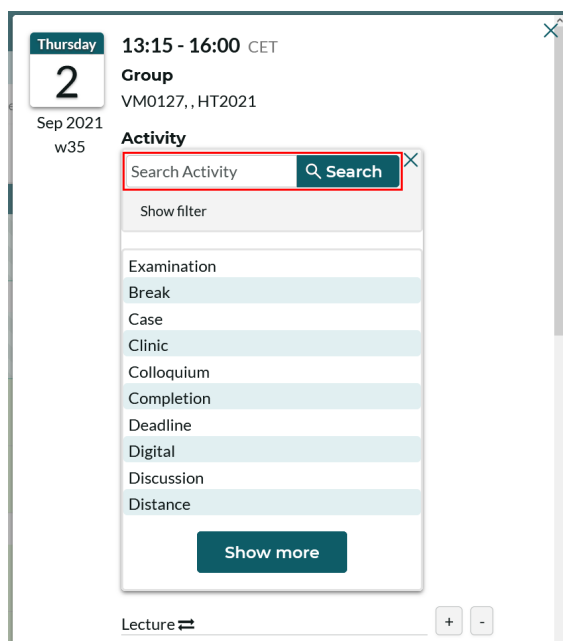 Thursday
2
Sep 2021
w35
13:15 - 16:00 CET
Group
VM0127, , HT2021
Activity
Search Activity
Search
Show filter
Examination
Break
Case
Clinic
Colloquium
Completion
Deadline
Digital
Discussion
Distance
Show more
Lecture
+ -